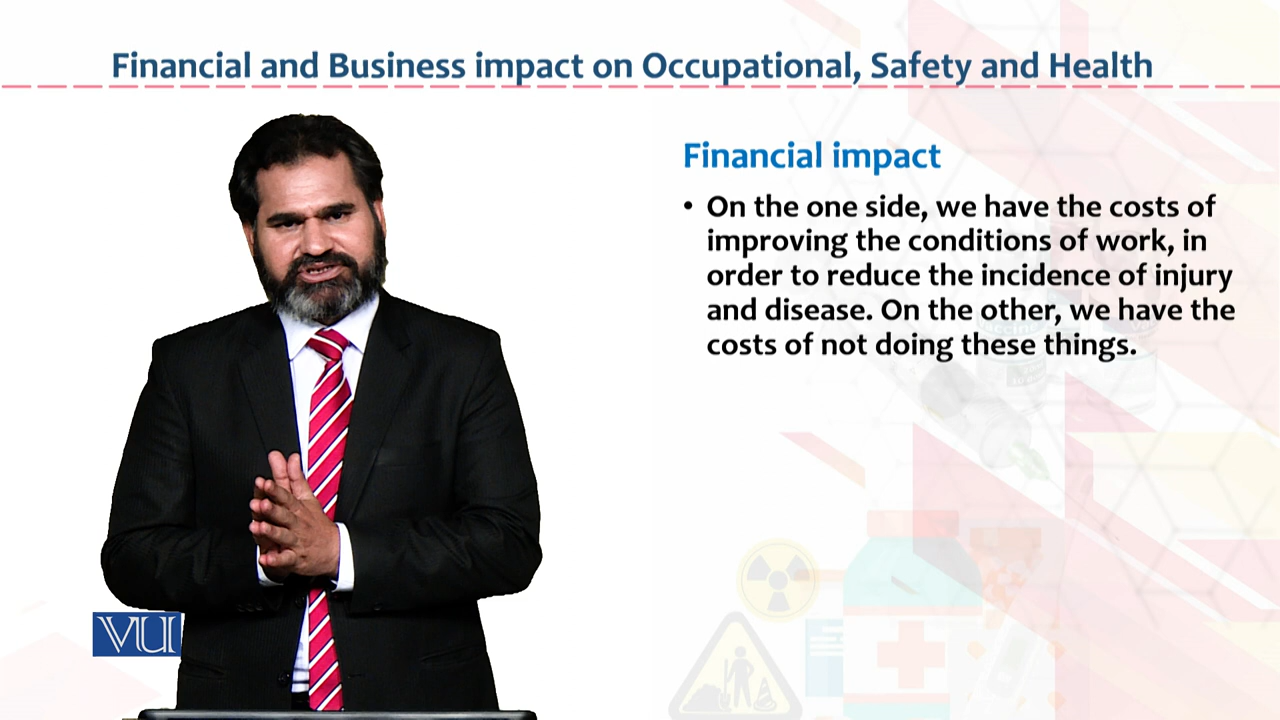 Financial and Business impact on Occupational, Safety and Health
Financial impact
• On the one side, we have the costs of
improving the conditions of work, in
order to reduce the incidence of injury
and disease. On the other, we have the
costs of not doing these things.
VU